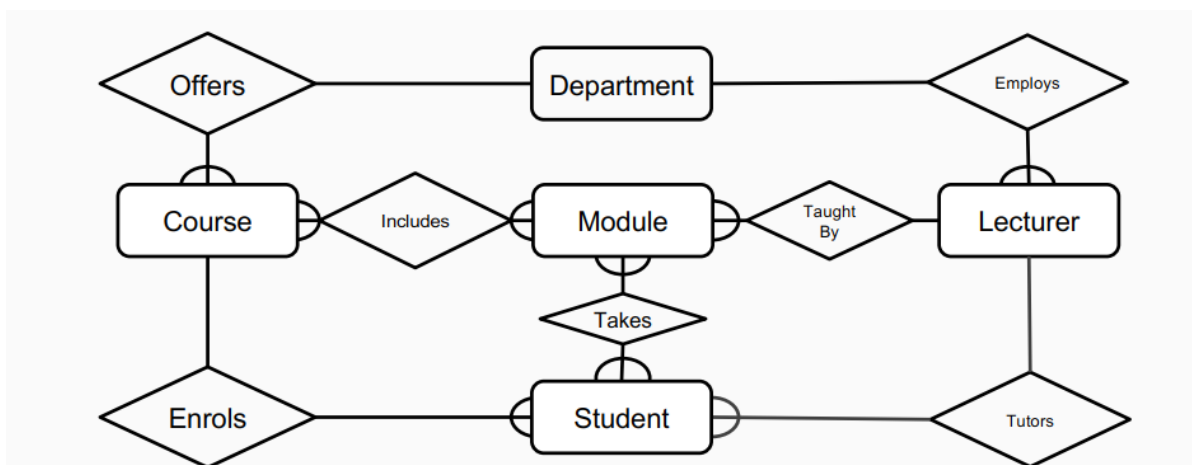 Offers
Department
Employs
Course
Includes
Module
Taught
By
Lecturer
Takes
Enrols
Student
Tutors